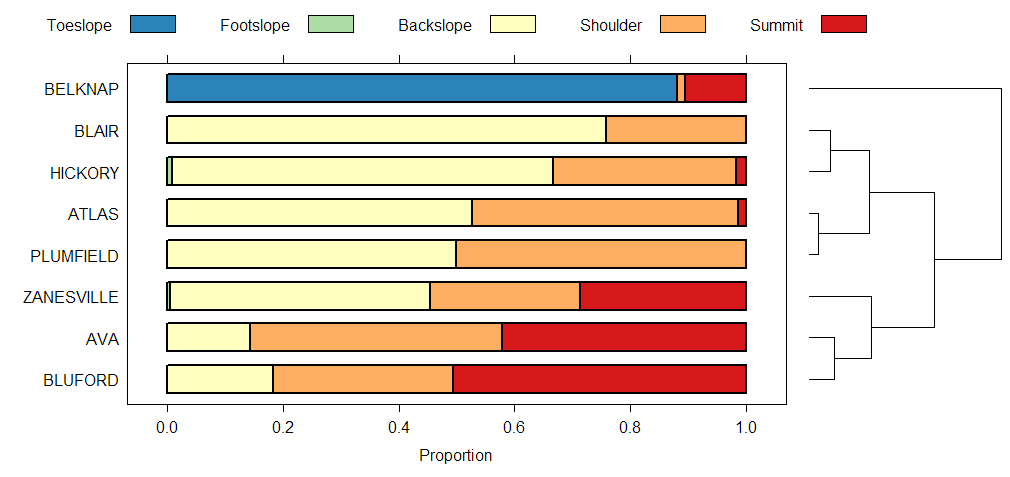 Toeslope Footslope Backslope Shoulder Summit
BELKNAP
BLAIR
HICKORY
ATLAS
PLUMFIELD
ZANESVILLE
AVA
BLUFORD
0.0 0.2 0.4 0.6 0.8 1.0
Proportion